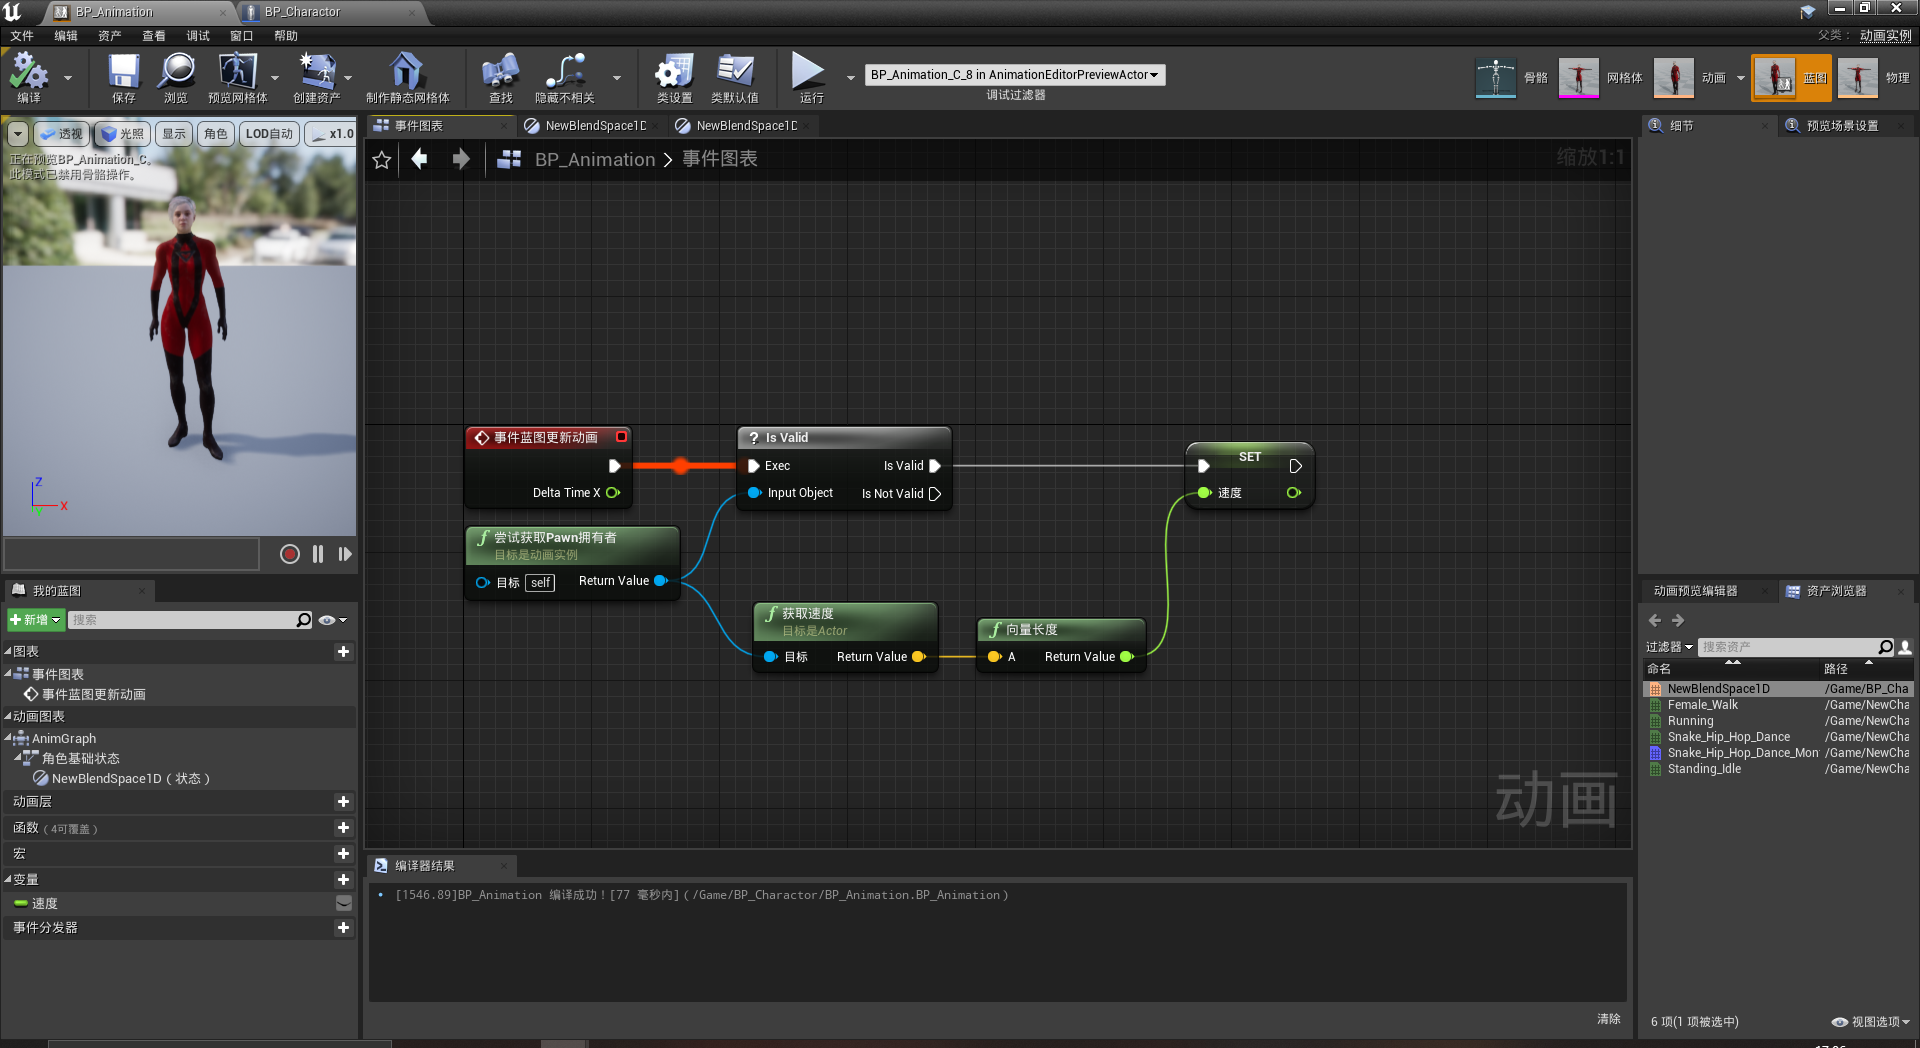 BP_Animation
BP_Charactor
文件 编辑 资产 查看 调试 窗口 帮助
父类： 动画实例
编译
保存
浏览
预览网格体
创建资产
制作静态网格体
查找
隐藏不相关
类设置
类默认值
运行
BP_Animation_C_8 in AnimationEditorPreviewActor
调试过滤器
骨骼
网格体
动画
蓝图
物理
透视 光照 显示 角色 LOD自动 x1.0
正在预览BP_Animation_C。
此模式已禁用骨骼操作。
Z
X
事件图表
NewBlendSpace1D
NewBlendSpace1D
BP_Animation > 事件图表
缩放1:1
事件蓝图更新动画
Delta Time X
? Is Valid
Exec
Is Valid
Input Object
Is Not Valid
SET
速度
f 尝试获取Pawn拥有者
目标是动画实例
目标 self
Return Value
f 获取速度
目标是Actor
目标
Return Value
f 向量长度
A
Return Value
动画
我的蓝图
新增
搜索
图表
事件图表
事件蓝图更新动画
动画图表
AnimGraph
角色基础状态
NewBlendSpace1D（状态）
动画层
函数（4可覆盖）
宏
变量
速度
事件分发器
编译器结果
[1546.89]BP_Animation 编译成功！[77 毫秒内]（/Game/BP_Charactor/BP_Animation.BP_Animation）
清除
细节
预览场景设置
动画预览编辑器
资产浏览器
过滤器
搜索资产
命名
路径
NewBlendSpace1D /Game/BP_Cha
Female_Walk /Game/NewCha
Running /Game/NewCha
Snake_Hip_Hop_Dance /Game/NewCha
Snake_Hip_Hop_Dance_Mon /Game/NewCha
Standing_Idle /Game/NewCha
6 项(1 项被选中)
视图选项